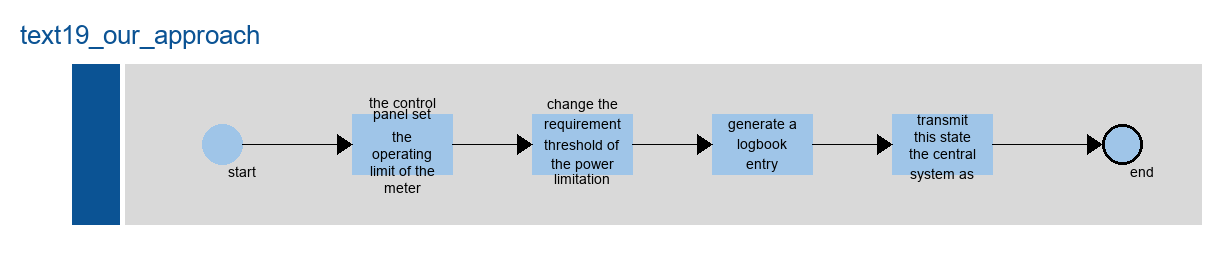 text19_our_approach
start
the control
panel set
the
operating
limit of the
meter
change the
requirement
threshold of
the power
limitation
generate a
logbook
entry
transmit
this state
the central
system as
end